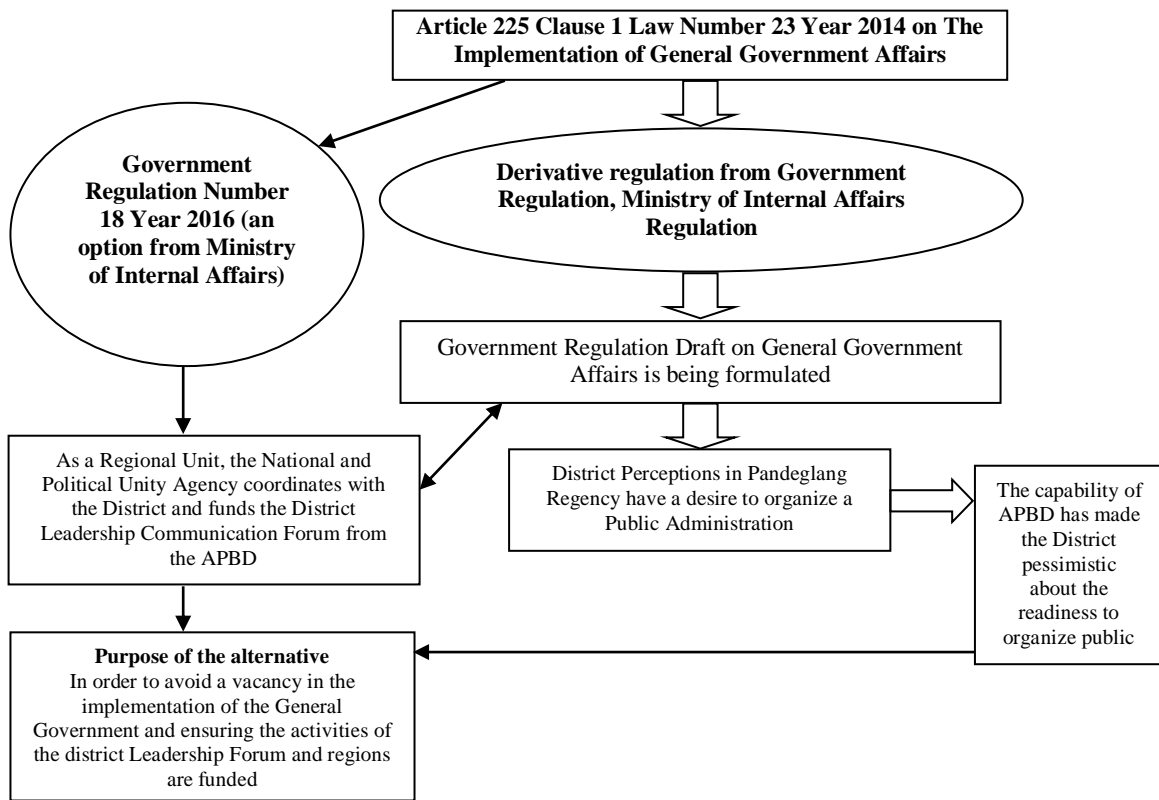 Article 225 Clause 1 Law Number 23 Year 2014 on The
Implementation of General Government Affairs
Government
Regulation Number
18 Year 2016 (an
option from Ministry
of Internal Affairs)
Derivative regulation from Government
Regulation, Ministry of Internal Affairs
Regulation
Government Regulation Draft on General Government
Affairs is being formulated
As a Regional Unit, the National and
Political Unity Agency coordinates with
the District and funds the District
Leadership Communication Forum from
the APBD
District Perceptions in Pandeglang
Regency have a desire to organize a
Public Administration
The capability of
APBD has made
the District
pessimistic
about the
readiness to
organize public
Purpose of the alternative
In order to avoid a vacancy in the
implementation of the General
Government and ensuring the activities of
the district Leadership Forum and regions
are funded